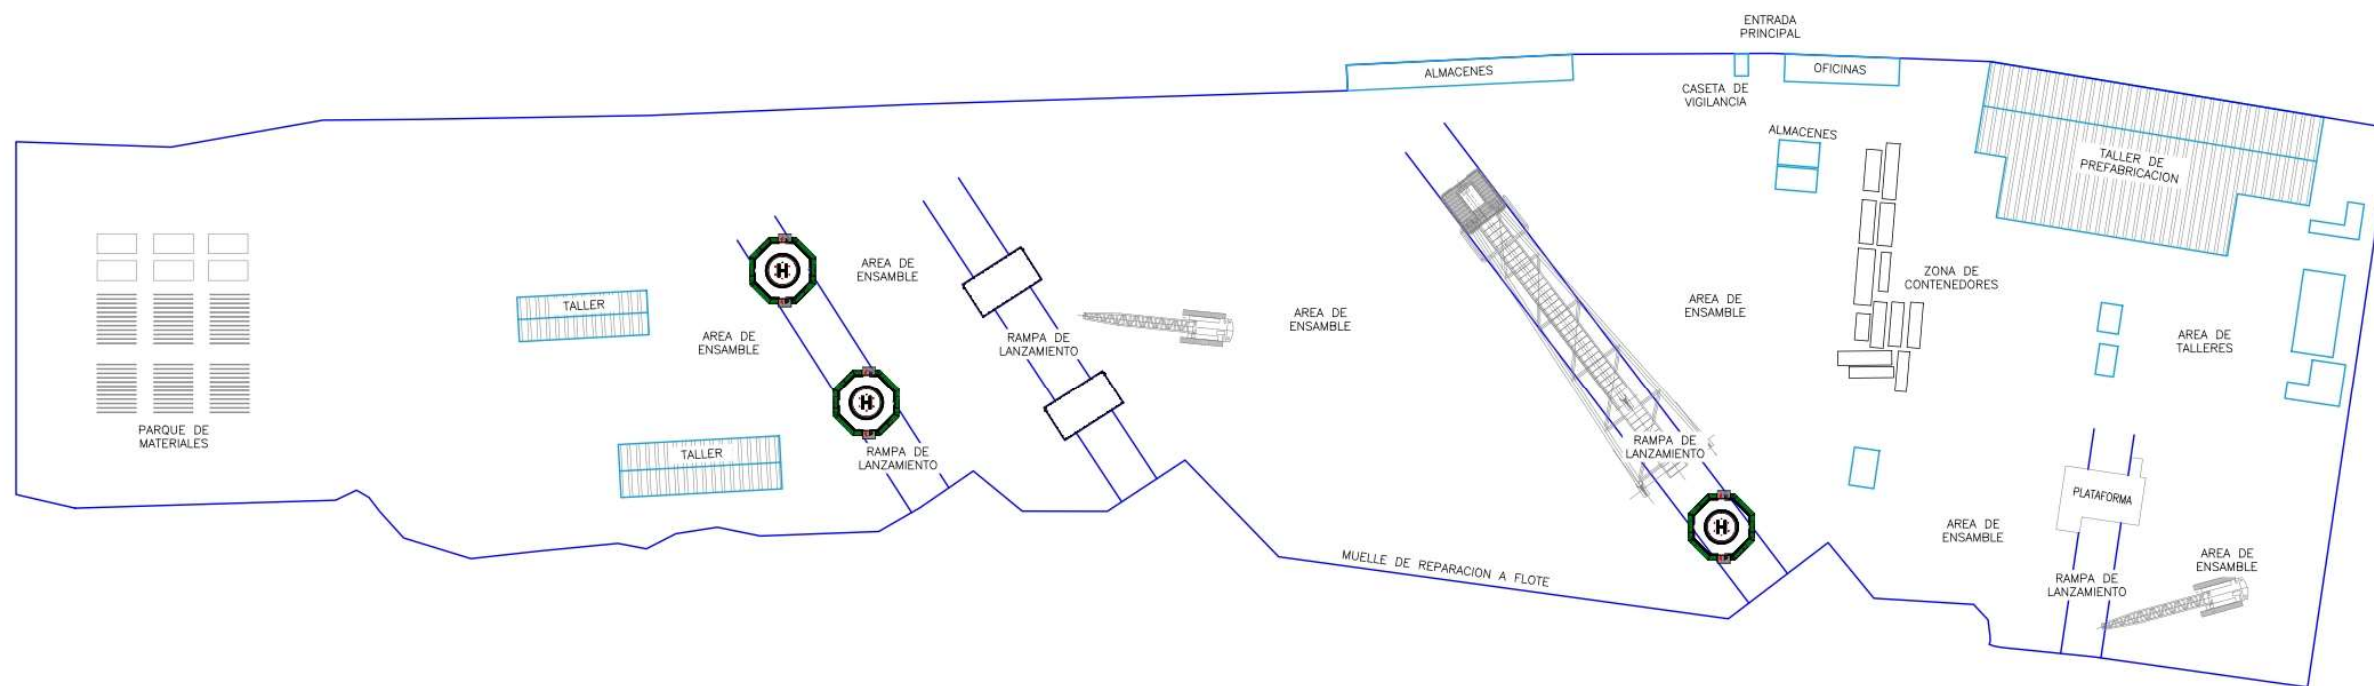 ENTRADA
PRINCIPAL
ALMACENES
OFICINAS
CASETA DE
VIGILANCIA
ALMACENES
TALLER DE
PREFABRICACION
AREA DE
ENSAMBLE
H
ZONA DE
CONTENEDORES
TALLER
AREA DE
ENSAMBLE
AREA DE
ENSAMBLE
AREA DE
ENSAMBLE
RAMPA DE
LANZAMIENTO
AREA DE
TALLERES
H
PARQUE DE
MATERIALES
TALLER
RAMPA DE
LANZAMIENTO
RAMPA DE
LANZAMIENTO
PLATAFORMA
H
AREA DE
ENSAMBLE
MUELLE DE REPARACION A FLOTE
AREA DE
ENSAMBLE
RAMPA DE
LANZAMIENTO